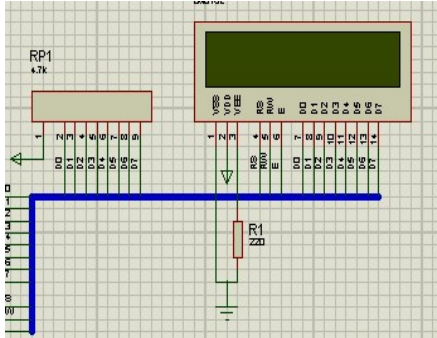 RP1
4.7k
VSS
VDD
VEE
RS
RW
E
D0
D1
D2
D3
D4
D5
D6
D7
1
2
3
4
5
6
7
8
9
D0
D1
D2
D3
D4
D5
D6
D7
1
2
3
4
5
6
7
8
9
10
11
12
13
14
RS
RW
E
D0
D1
D2
D3
D4
D5
D6
D7
R1
220